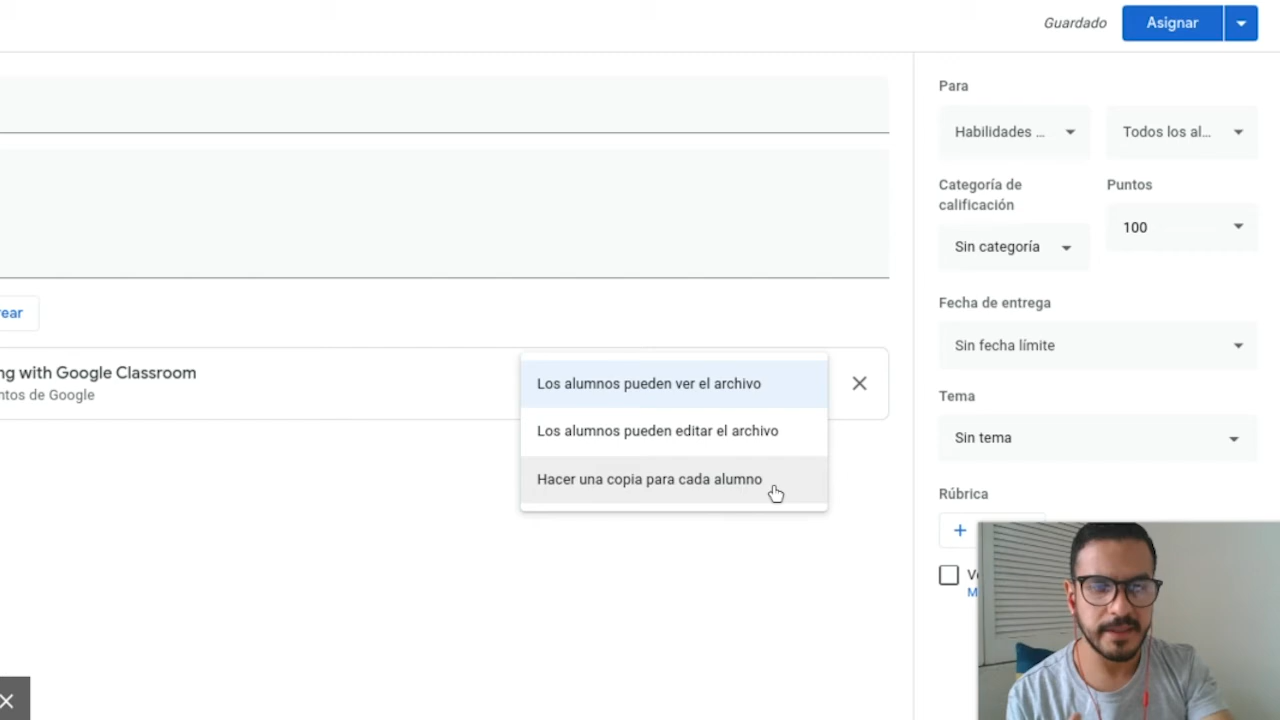 Guardado
Asignar
Para
Habilidades ...
Todos los al...
Categoría de
calificación
Puntos
Sin categoría
100
Fecha de entrega
Sin fecha límite
Tema
Sin tema
Rúbrica
rear
ng with Google Classroom
ntos de Google
Los alumnos pueden ver el archivo
Los alumnos pueden editar el archivo
Hacer una copia para cada alumno